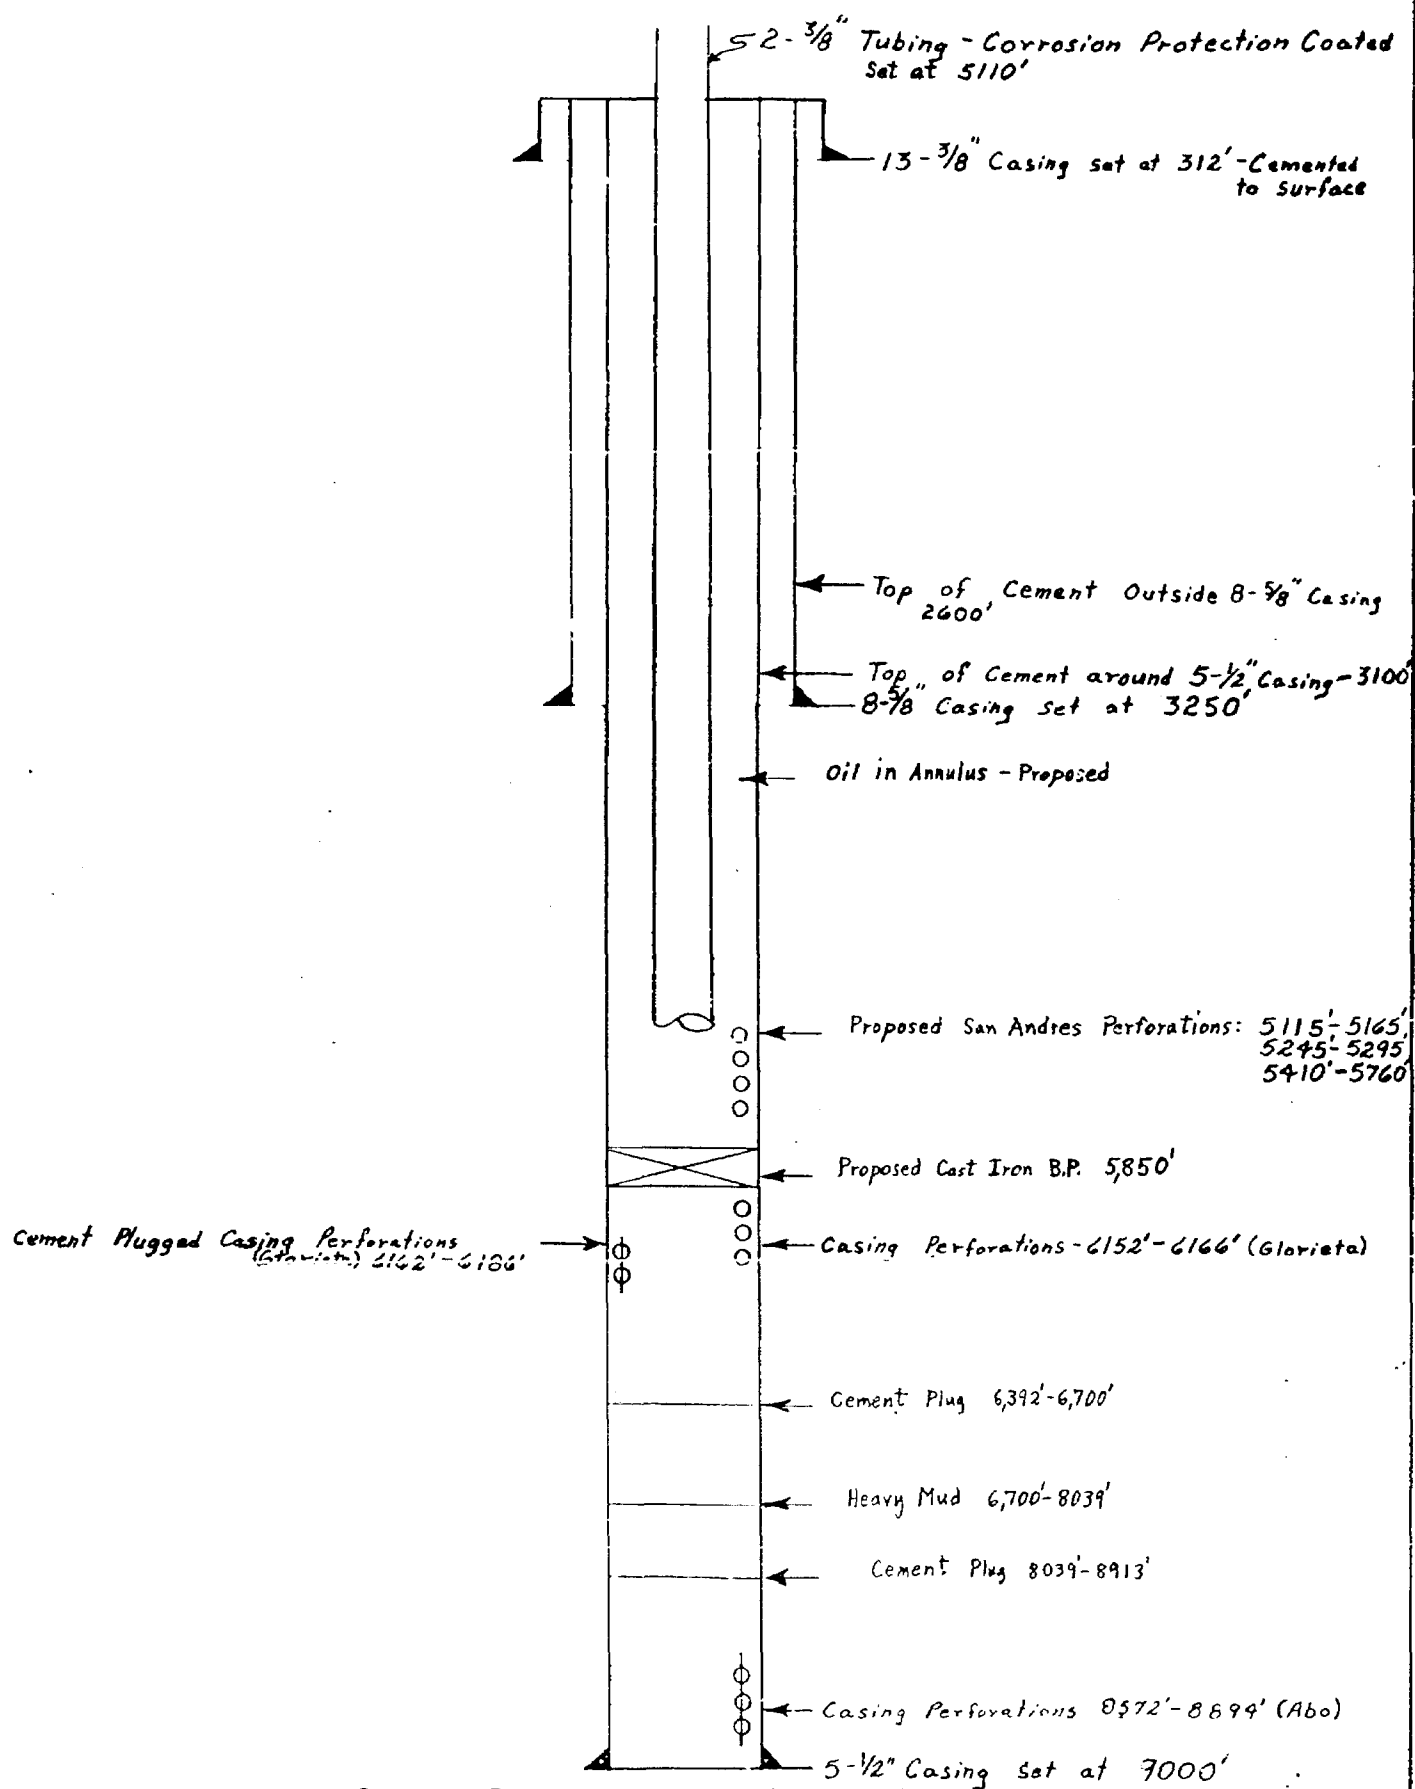 2-3/8" Tubing - Corrosion Protection Coated
Set at 5110'
13-3/8" Casing set at 312' - Cemented
to surface
Top of Cement Outside 8-5/8" Casing
2600'
Top of Cement around 5-1/2" Casing - 3100'
8-5/8" Casing set at 3250'
Oil in Annulus - Proposed
Proposed San Andres Perforations: 5115'-5165'
5245'-5295'
5410'-5760'
Proposed Cast Iron B.P. 5,850'
Cement Plugged Casing Perforations
(Glorieta) 6162'-6186'
Casing Perforations - 6152'-6166' (Glorieta)
Cement Plug 6,392'-6,700'
Heavy Mud 6,700'-8039'
Cement Plug 8039'-8913'
Casing Perforations 8572'-8894' (Abo)
5-1/2" Casing set at 9000'